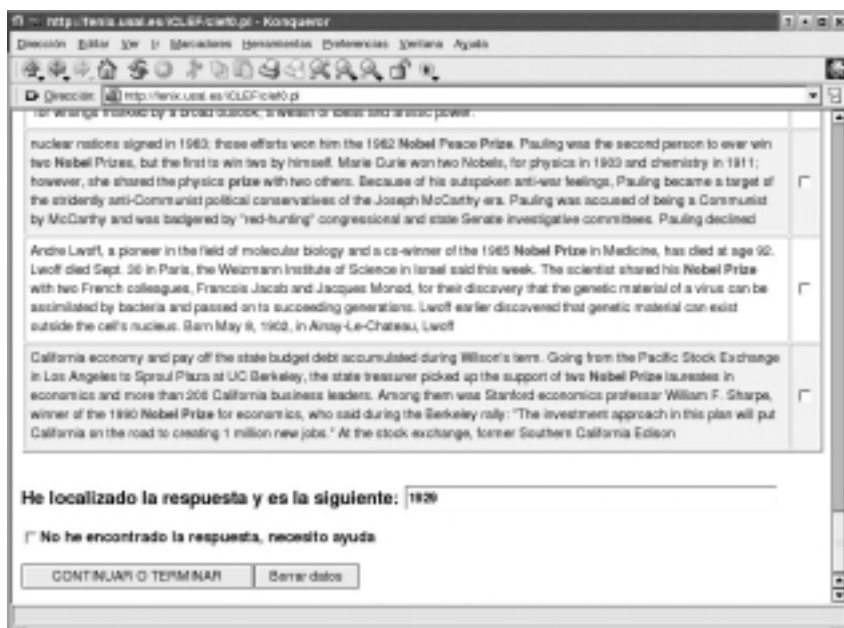 http://fenix.usal.es/ICLEF/clef0.pl - Konqueror
Dirección Editar Ver Ir Marcadores Herramientas Preferencias Ventana Ayuda
Dirección: http://fenix.usal.es/ICLEF/clef0.pl
for writings marked by a broad outlook, a wealth of ideas and artistic power.
nuclear nations signed in 1963; those efforts won him the 1962 Nobel Peace Prize. Pauling was the second person to ever win
two Nobel Prizes, but the first to win two by himself. Marie Curie won two Nobels, for physics in 1903 and chemistry in 1911;
however, she shared the physics prize with two others. Because of his outspoken anti-war feelings, Pauling became a target of
the stridently anti-Communist political conservatives of the Joseph McCarthy era. Pauling was accused of being a Communist
by McCarthy and was badgered by "red-hunting" congressional and state Senate investigative committees. Pauling declined
Andre Lwoff, a pioneer in the field of molecular biology and a co-winner of the 1965 Nobel Prize in Medicine, has died at age 92.
Lwoff died Sept. 30 in Paris, the Weizmann Institute of Science in Israel said this week. The scientist shared his Nobel Prize
with two French colleagues, Francois Jacob and Jacques Monod, for their discovery that the genetic material of a virus can be
assimilated by bacteria and passed on to succeeding generations. Lwoff earlier discovered that genetic material can exist
outside the cell's nucleus. Born May 8, 1902, in Ainay-Le-Chateau, Lwoff
California economy and pay off the state budget debt accumulated during Wilson's term. Going from the Pacific Stock Exchange
in Los Angeles to Sproul Plaza at UC Berkeley, the state treasurer picked up the support of two Nobel Prize laureates in
economics and more than 200 California business leaders. Among them was Stanford economics professor William F. Sharpe,
winner of the 1990 Nobel Prize for economics, who said during the Berkeley rally: "The investment approach in this plan will put
California on the road to creating 1 million new jobs." At the stock exchange, former Southern California Edison
He localizado la respuesta y es la siguiente: 1929
No he encontrado la respuesta, necesito ayuda
CONTINUAR O TERMINAR Borrar datos